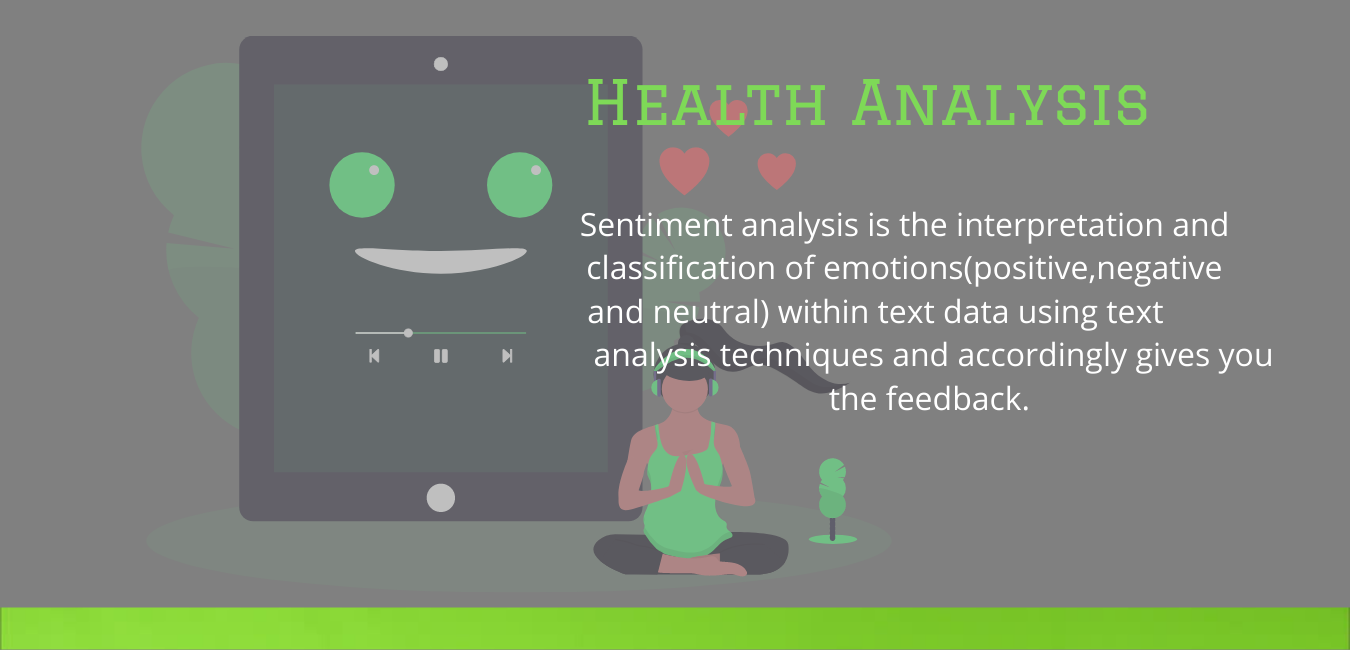 Health Analysis
Sentiment analysis is the interpretation and
classification of emotions(positive,negative
and neutral) within text data using text
analysis techniques and accordingly gives you
the feedback.